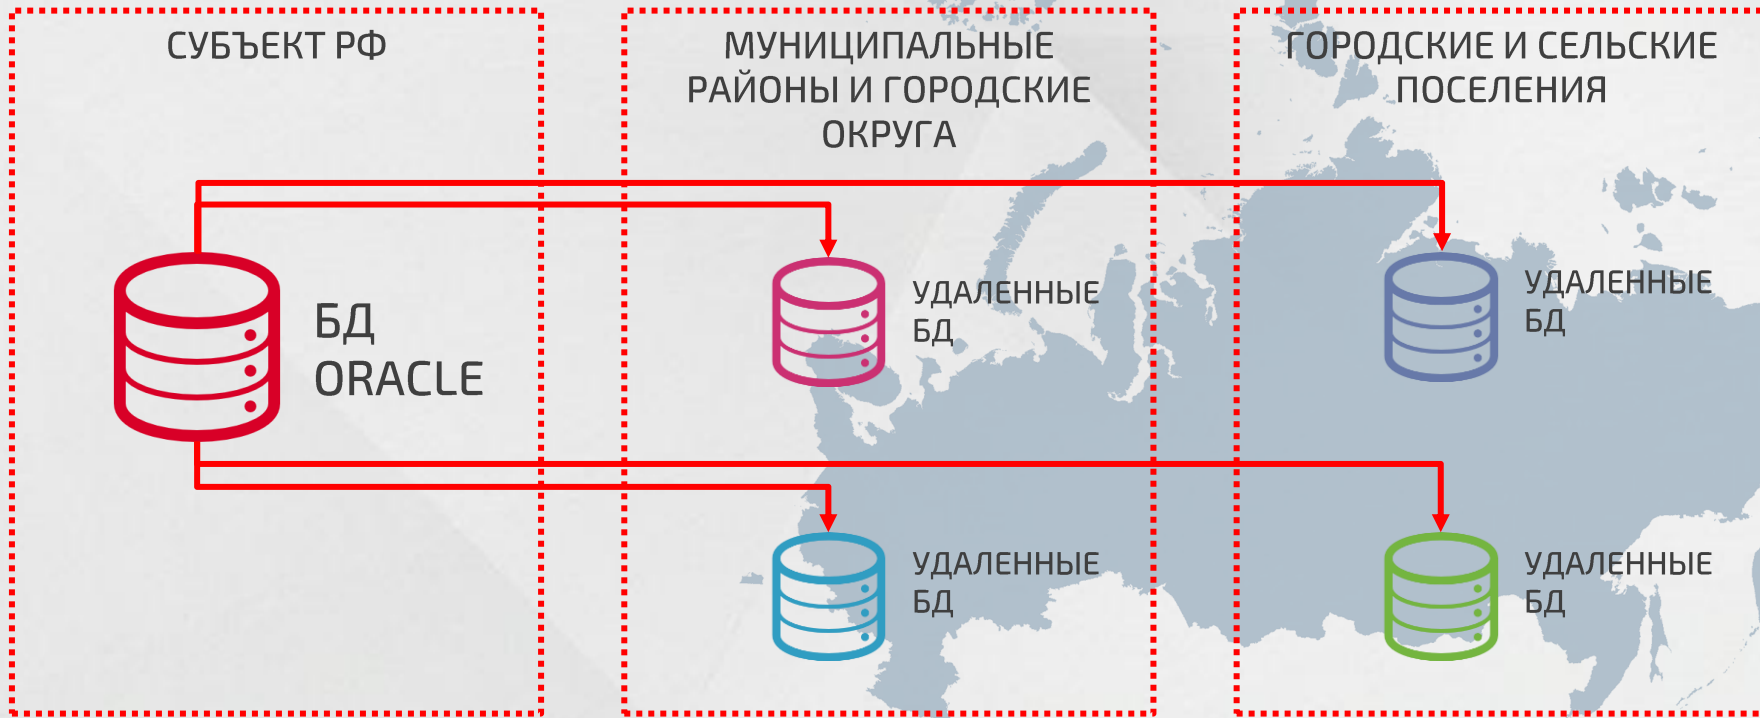 СУБЪЕКТ РФ
МУНИЦИПАЛЬНЫЕ
РАЙОНЫ И ГОРОДСКИЕ
ОКРУГА
ГОРОДСКИЕ И СЕЛЬСКИЕ
ПОСЕЛЕНИЯ
БД
ORACLE
УДАЛЕННЫЕ
БД
УДАЛЕННЫЕ
БД
УДАЛЕННЫЕ
БД
УДАЛЕННЫЕ
БД